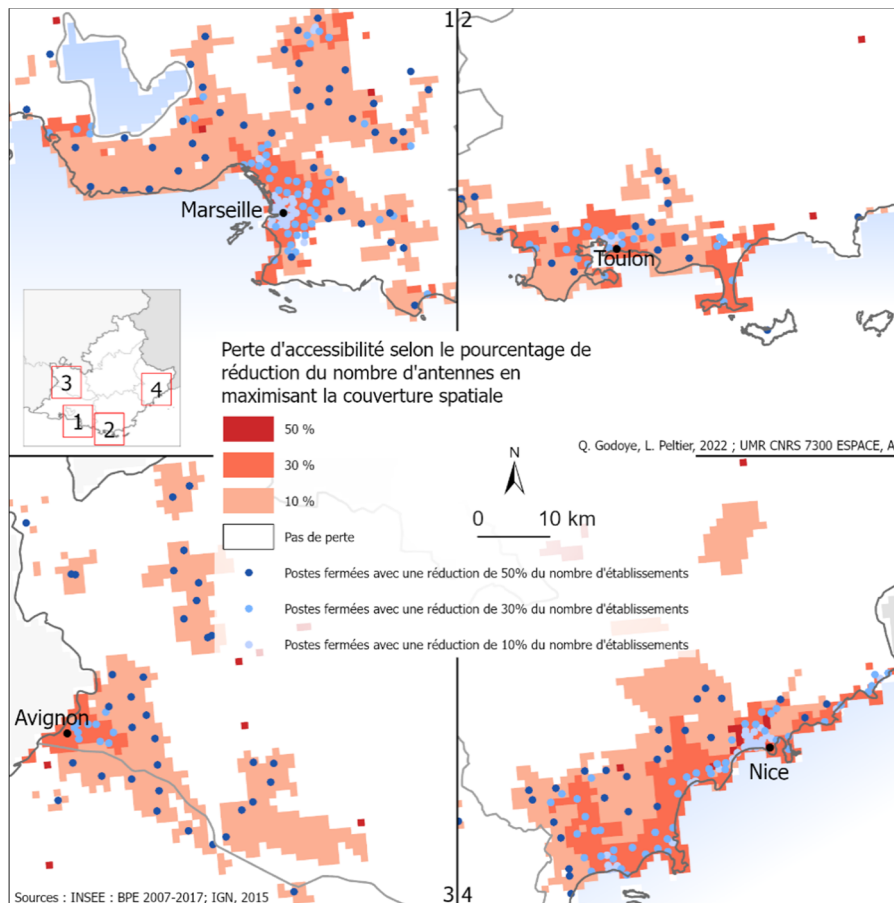 1 2
Marseille
Toulon
3
4
1
2
Perte d'accessibilité selon le pourcentage de
réduction du nombre d'antennes en
maximisant la couverture spatiale
50 %
30 %
10 %
Pas de perte
Q. Godoye, L. Peltier, 2022 ; UMR CNRS 7300 ESPACE, A
N
0 10 km
Postes fermées avec une réduction de 50% du nombre d'établissements
Postes fermées avec une réduction de 30% du nombre d'établissements
Postes fermées avec une réduction de 10% du nombre d'établissements
Avignon
Nice
Sources : INSEE : BPE 2007-2017; IGN, 2015
3 4